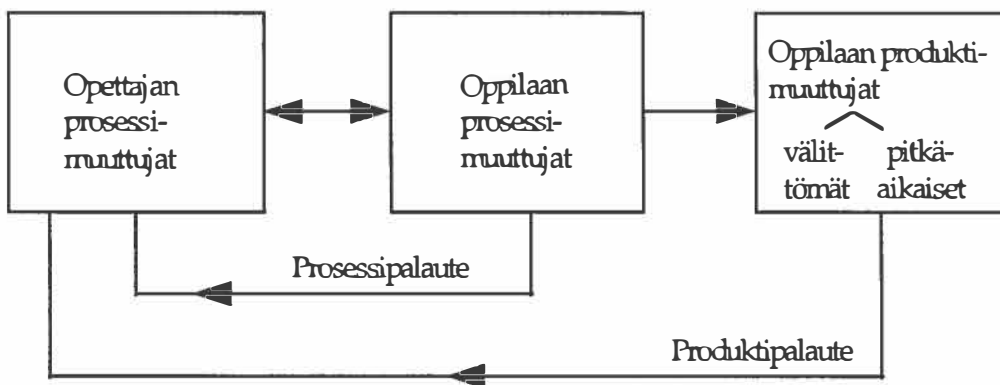 Opettajan
prosessi-
muuttujat
Oppilaan
prosessi-
muuttujat
Oppilaan produkti-
muuttujat
välit-
tömät
pitkä-
aikaiset
Prosessipalaute
Produktipalaute